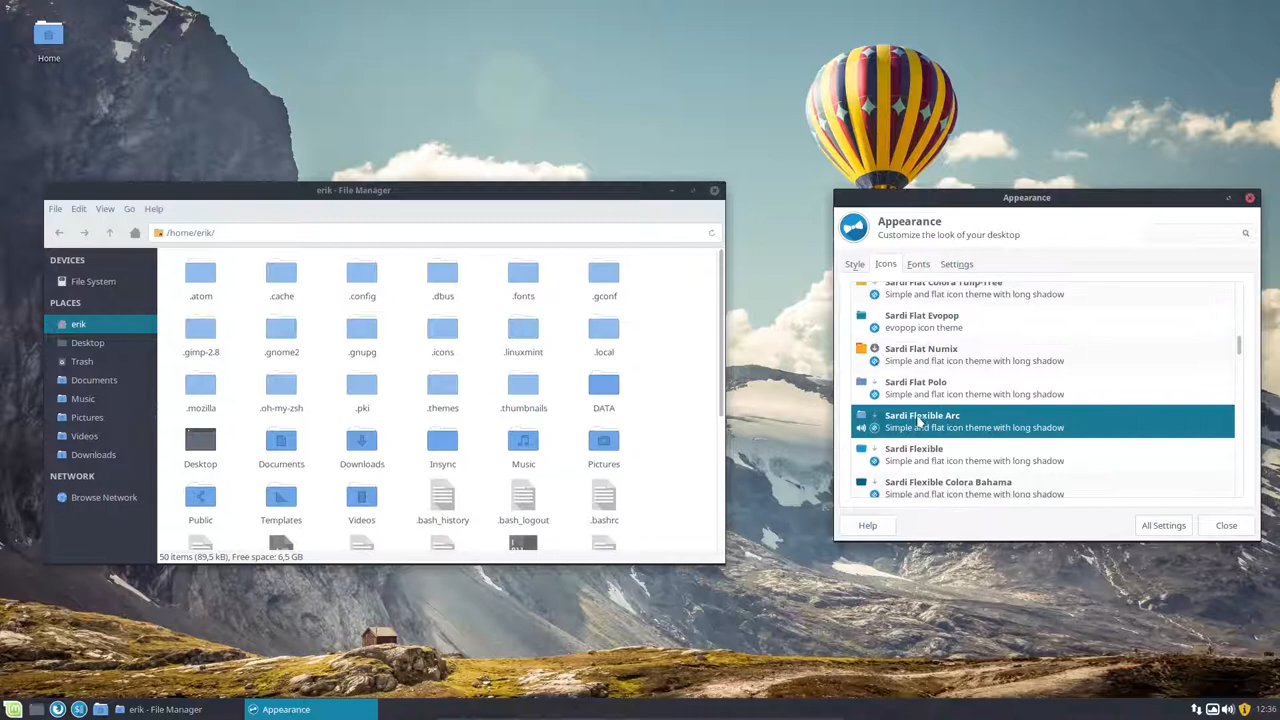 Home
erik - File Manager
File Edit View Go Help
/home/erik/
DEVICES
File System
PLACES
erik
Desktop
Trash
Documents
Music
Pictures
Videos
Downloads
NETWORK
Browse Network
.atom .cache .config .dbus .fonts .gconf
.gimp-2.8 .gnome2 .gnupg .icons .linuxmint .local
.mozilla .oh-my-zsh .pki .themes .thumbnails DATA
Desktop Documents Downloads Insync Music Pictures
Public Templates Videos .bash_history .bash_logout .bashrc
50 items (89,5 kB), Free space: 6,5 GB
Appearance
Appearance
Customize the look of your desktop
Style Icons Fonts Settings
Sardi Flat Colora Tulip-Tree
Simple and flat icon theme with long shadow
Sardi Flat Evopop
evopop icon theme
Sardi Flat Numix
Simple and flat icon theme with long shadow
Sardi Flat Polo
Simple and flat icon theme with long shadow
Sardi Flexible Arc
Simple and flat icon theme with long shadow
Sardi Flexible
Simple and flat icon theme with long shadow
Sardi Flexible Colora Bahama
Simple and flat icon theme with long shadow
Help All Settings Close
erik - File Manager Appearance 12:36